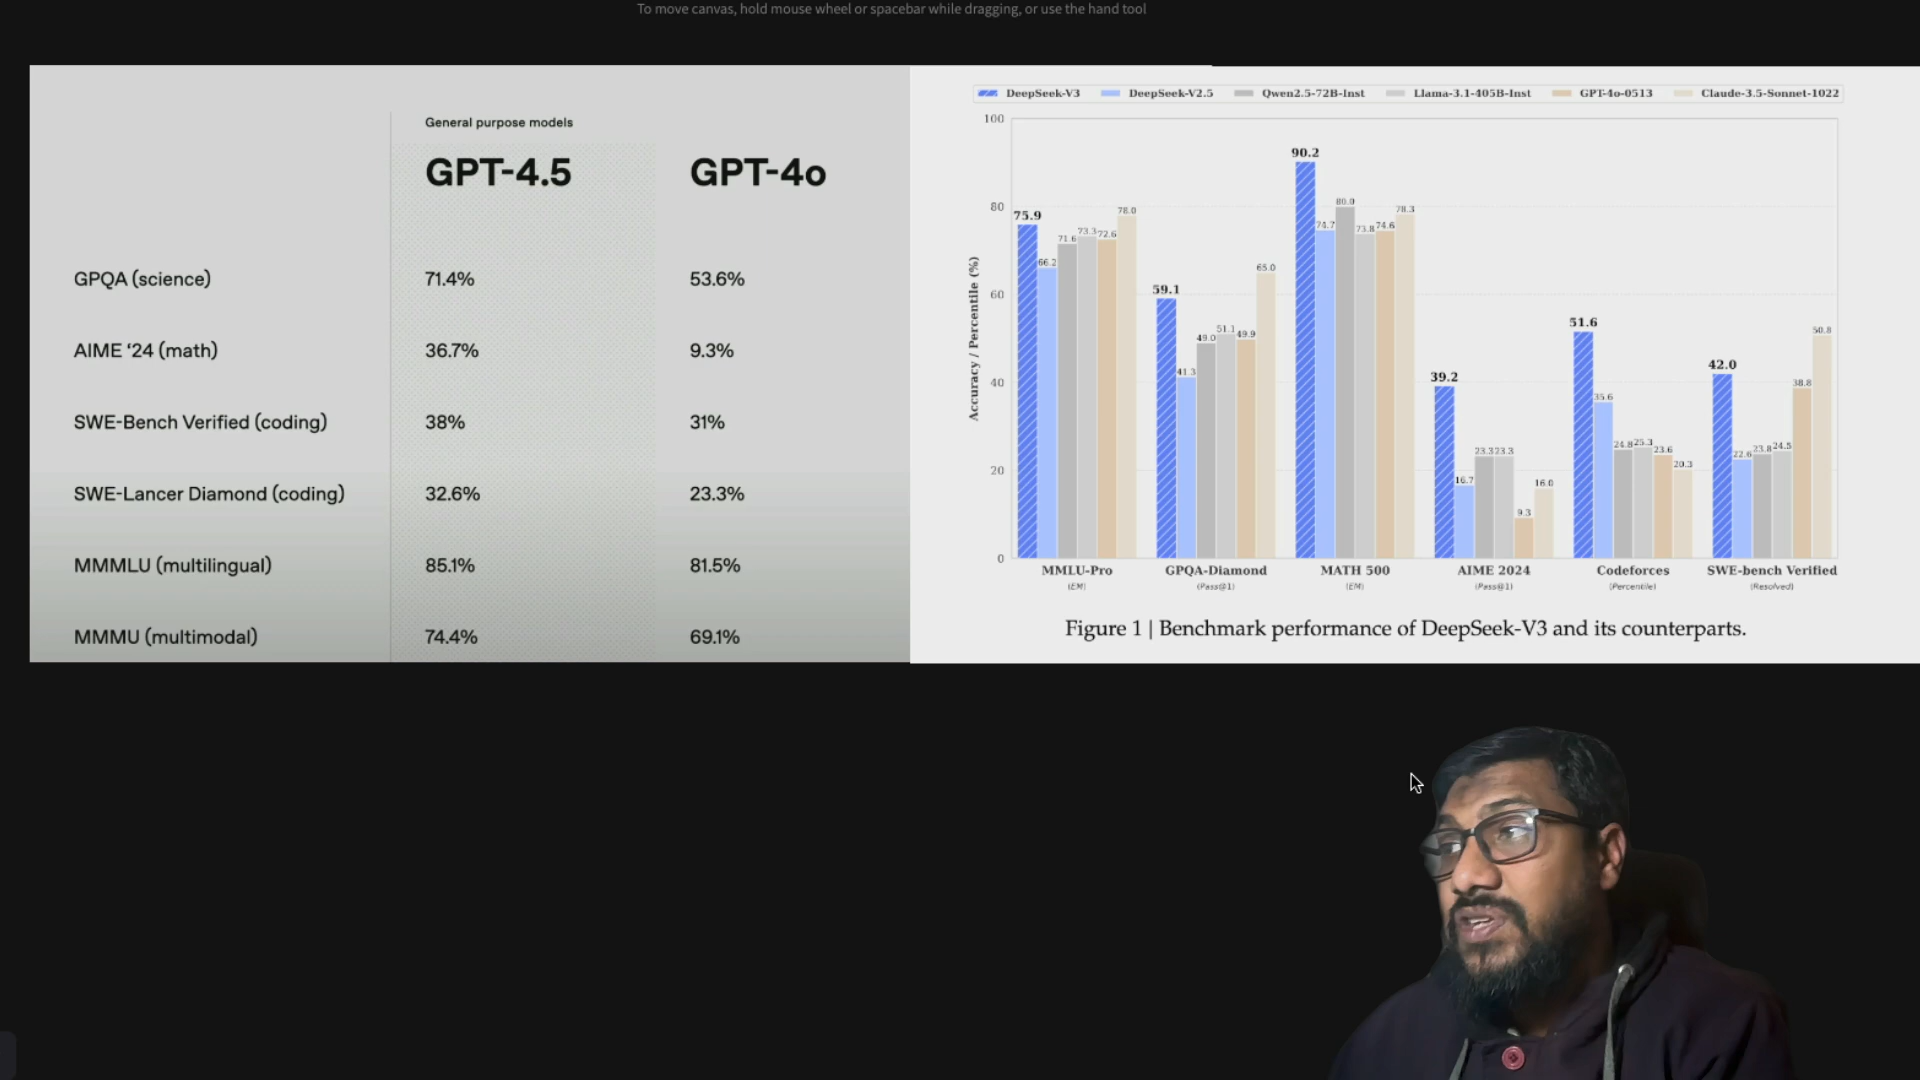 To move canvas, hold mouse wheel or spacebar while dragging, or use the hand tool
General purpose models
GPT-4.5 GPT-4o
GPQA (science) 71.4% 53.6%
AIME ‘24 (math) 36.7% 9.3%
SWE-Bench Verified (coding) 38% 31%
SWE-Lancer Diamond (coding) 32.6% 23.3%
MMMLU (multilingual) 85.1% 81.5%
MMMU (multimodal) 74.4% 69.1%
DeepSeek-V3 DeepSeek-V2.5 Qwen2.5-72B-Inst Llama-3.1-405B-Inst GPT-4o-0513 Claude-3.5-Sonnet-1022
Accuracy / Percentile (%)
100
80
60
40
20
0
75.9 66.2 71.6 73.3 72.6 78.0
59.1 41.3 49.0 51.1 49.9 65.0
90.2 74.7 80.0 73.8 74.6 78.3
39.2 16.7 23.3 23.3 9.3 16.0
51.6 35.6 24.8 25.3 23.6 20.3
42.0 22.6 23.8 24.5 38.8 50.8
MMLU-Pro GPQA-Diamond MATH 500 AIME 2024 Codeforces SWE-bench Verified
(EM) (Pass@1) (EM) (Pass@1) (Percentile) (Resolved)
Figure 1 | Benchmark performance of DeepSeek-V3 and its counterparts.